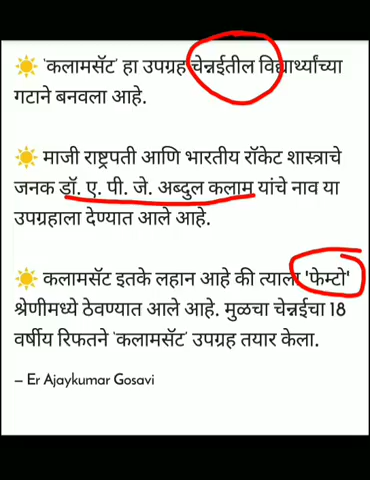 ☀️ 'कलामसॅट' हा उपग्रह चेन्नईतील विद्यार्थ्यांच्या
गटाने बनवला आहे.
☀️ माजी राष्ट्रपती आणि भारतीय रॉकेट शास्त्राचे
जनक डॉ. ए. पी. जे. अब्दुल कलाम यांचे नाव या
उपग्रहाला देण्यात आले आहे.
☀️ कलामसॅट इतके लहान आहे की त्याला 'फेम्टो'
श्रेणीमध्ये ठेवण्यात आले आहे. मुळचा चेन्नईचा 18
वर्षीय रिफतने 'कलामसॅट' उपग्रह तयार केला.
– Er Ajaykumar Gosavi